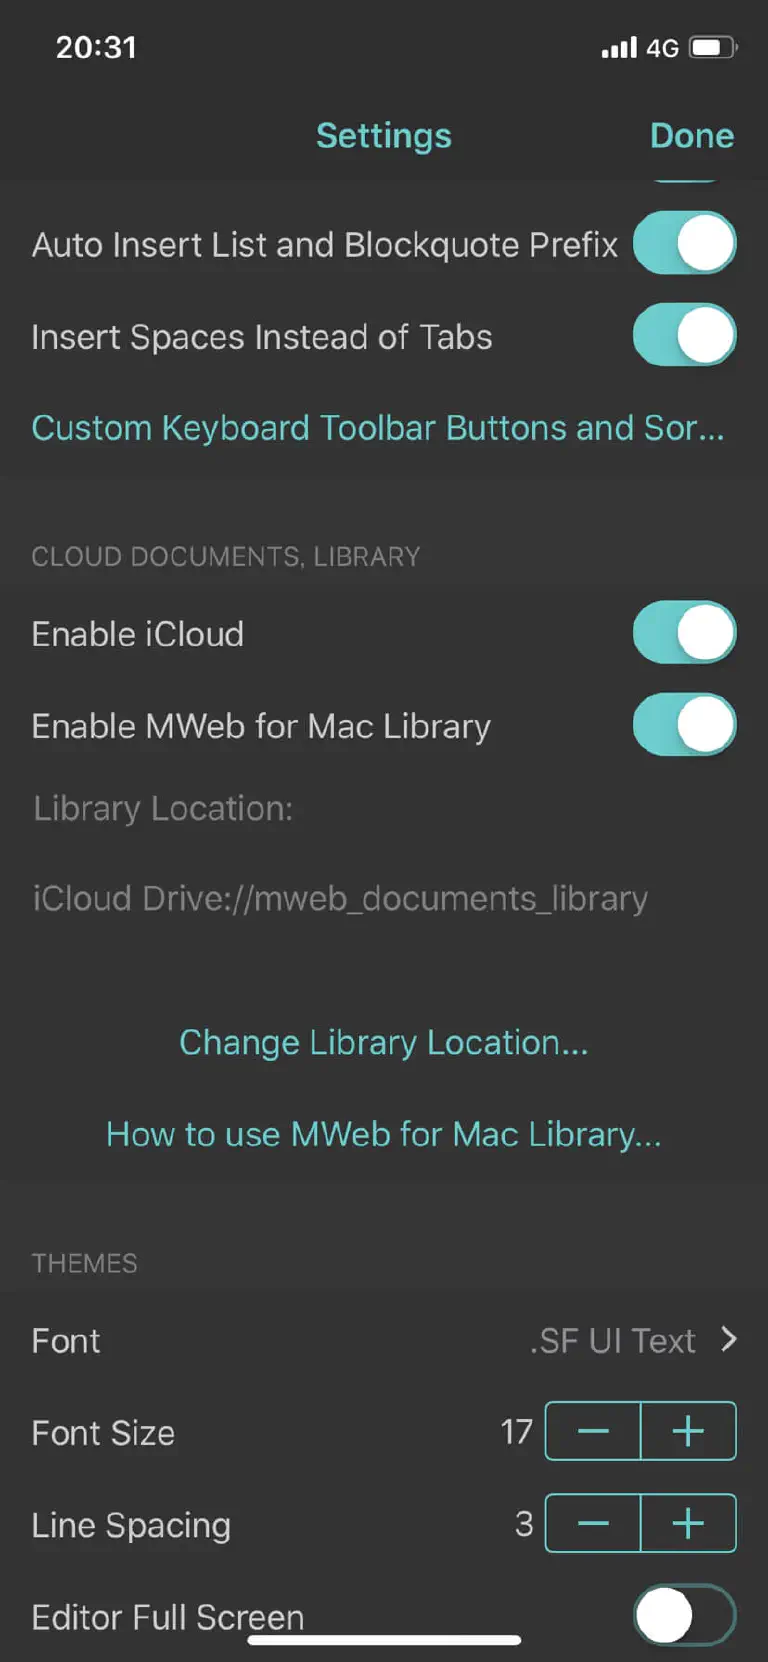 20:31
4G
Settings
Done
Auto Insert List and Blockquote Prefix
Insert Spaces Instead of Tabs
Custom Keyboard Toolbar Buttons and Sor...
CLOUD DOCUMENTS, LIBRARY
Enable iCloud
Enable MWeb for Mac Library
Library Location:
iCloud Drive://mweb_documents_library
Change Library Location...
How to use MWeb for Mac Library...
THEMES
Font
.SF UI Text
Font Size
17
Line Spacing
3
Editor Full Screen